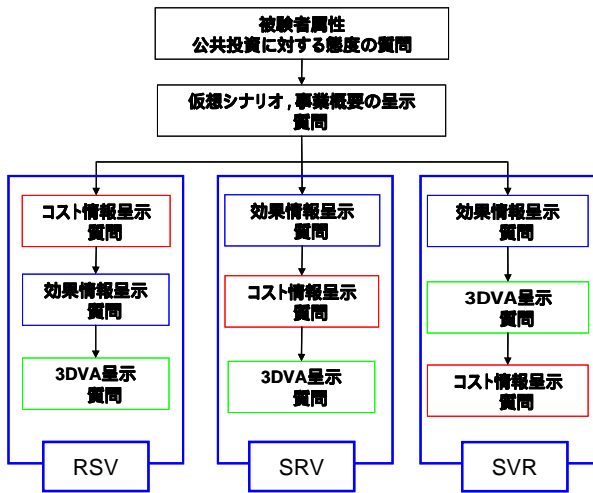 被験者属性
公共投資に対する態度の質問
仮想シナリオ，事業概要の呈示
質問
コスト情報呈示
質問
効果情報呈示
質問
3DVA呈示
質問
RSV
効果情報呈示
質問
コスト情報呈示
質問
3DVA呈示
質問
SRV
効果情報呈示
質問
3DVA呈示
質問
コスト情報呈示
質問
SVR